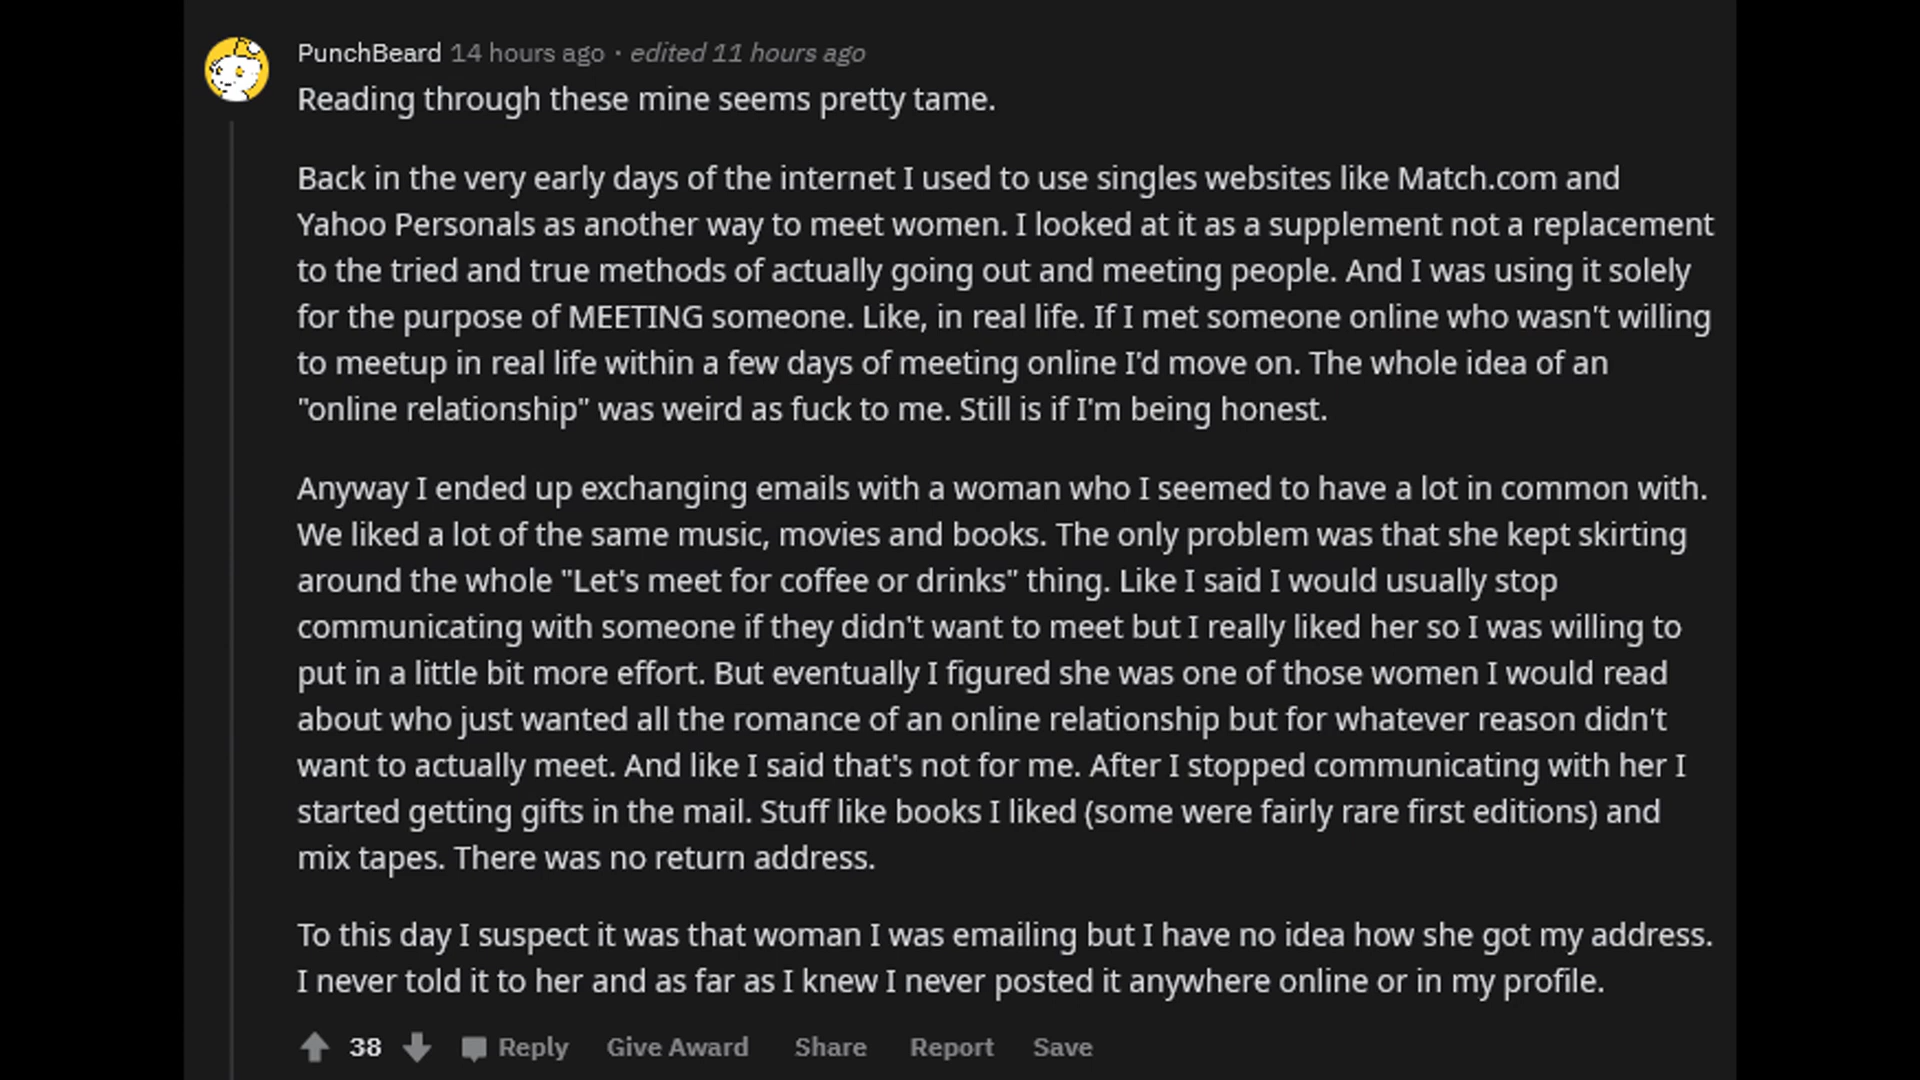 PunchBeard 14 hours ago · edited 11 hours ago
Reading through these mine seems pretty tame.
Back in the very early days of the internet I used to use singles websites like Match.com and
Yahoo Personals as another way to meet women. I looked at it as a supplement not a replacement
to the tried and true methods of actually going out and meeting people. And I was using it solely
for the purpose of MEETING someone. Like, in real life. If I met someone online who wasn't willing
to meetup in real life within a few days of meeting online I'd move on. The whole idea of an
"online relationship" was weird as fuck to me. Still is if I'm being honest.
Anyway I ended up exchanging emails with a woman who I seemed to have a lot in common with.
We liked a lot of the same music, movies and books. The only problem was that she kept skirting
around the whole "Let's meet for coffee or drinks" thing. Like I said I would usually stop
communicating with someone if they didn't want to meet but I really liked her so I was willing to
put in a little bit more effort. But eventually I figured she was one of those women I would read
about who just wanted all the romance of an online relationship but for whatever reason didn't
want to actually meet. And like I said that's not for me. After I stopped communicating with her I
started getting gifts in the mail. Stuff like books I liked (some were fairly rare first editions) and
mix tapes. There was no return address.
To this day I suspect it was that woman I was emailing but I have no idea how she got my address.
I never told it to her and as far as I knew I never posted it anywhere online or in my profile.
38 Reply Give Award Share Report Save